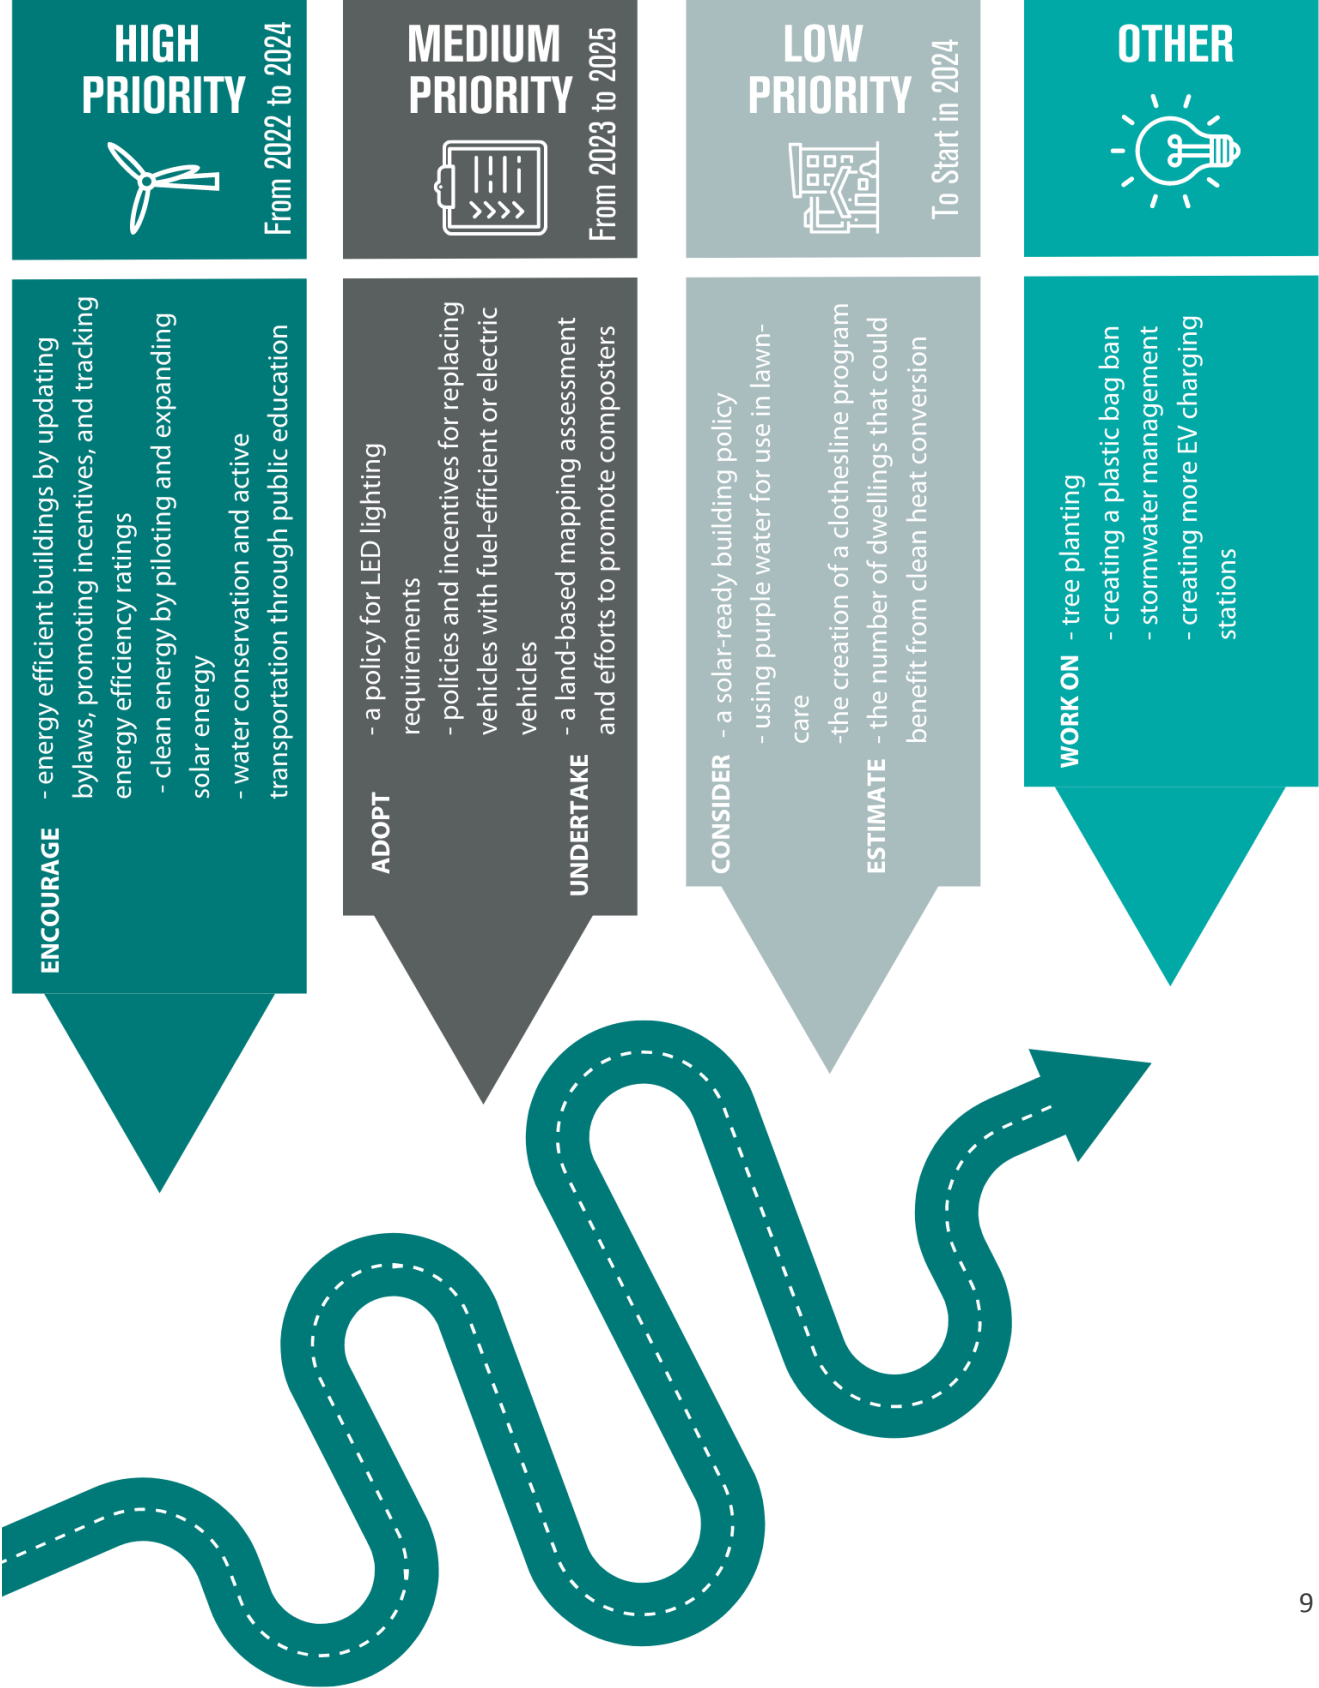 HIGH
PRIORITY
From 2022 to 2024
ENCOURAGE
- energy efficient buildings by updating
bylaws, promoting incentives, and tracking
energy efficiency ratings
- clean energy by piloting and expanding
solar energy
- water conservation and active
transportation through public education
MEDIUM
PRIORITY
From 2023 to 2025
ADOPT
- a policy for LED lighting
requirements
- policies and incentives for replacing
vehicles with fuel-efficient or electric
vehicles
UNDERTAKE
- a land-based mapping assessment
and efforts to promote composters
LOW
PRIORITY
To Start in 2024
CONSIDER
- a solar-ready building policy
- using purple water for use in lawn-
care
-the creation of a clothesline program
ESTIMATE
- the number of dwellings that could
benefit from clean heat conversion
OTHER
WORK ON
- tree planting
- creating a plastic bag ban
- stormwater management
- creating more EV charging
stations
9